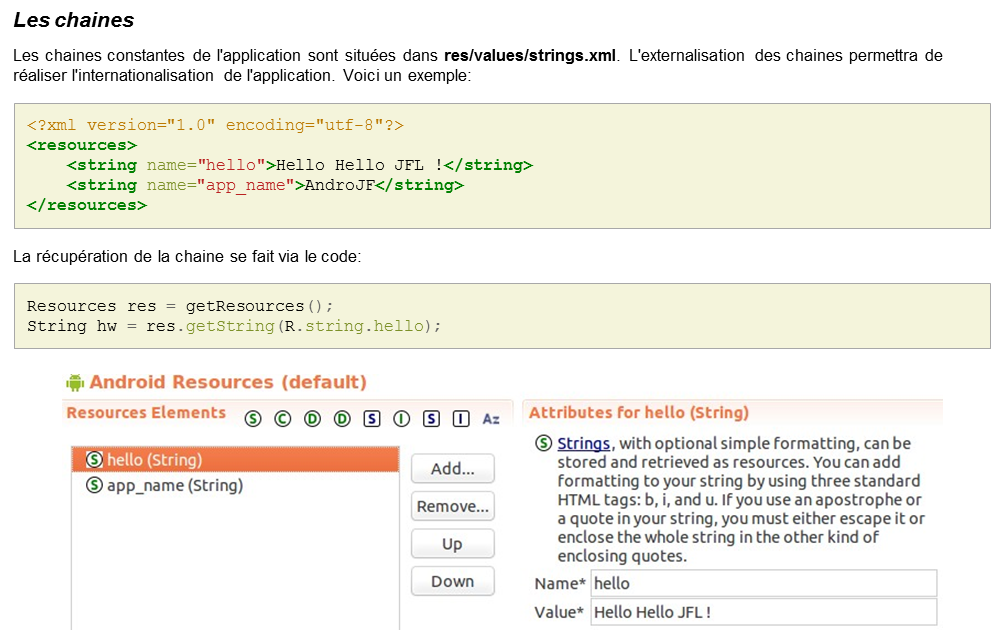 Les chaines
Les chaines constantes de l'application sont situées dans res/values/strings.xml. L'externalisation des chaines permettra de
réaliser l'internationalisation de l'application. Voici un exemple:
<?xml version="1.0" encoding="utf-8"?>
<resources>
    <string name="hello">Hello Hello JFL !</string>
    <string name="app_name">AndroJF</string>
</resources>
La récupération de la chaine se fait via le code:
Resources res = getResources();
String hw = res.getString(R.string.hello);
Android Resources (default)
Resources Elements
S C D D S I S I Az
hello (String)
app_name (String)
Add...
Remove...
Up
Down
Attributes for hello (String)
S Strings, with optional simple formatting, can be
stored and retrieved as resources. You can add
formatting to your string by using three standard
HTML tags: b, i, and u. If you use an apostrophe or
a quote in your string, you must either escape it or
enclose the whole string in the other kind of
enclosing quotes.
Name* hello
Value* Hello Hello JFL !